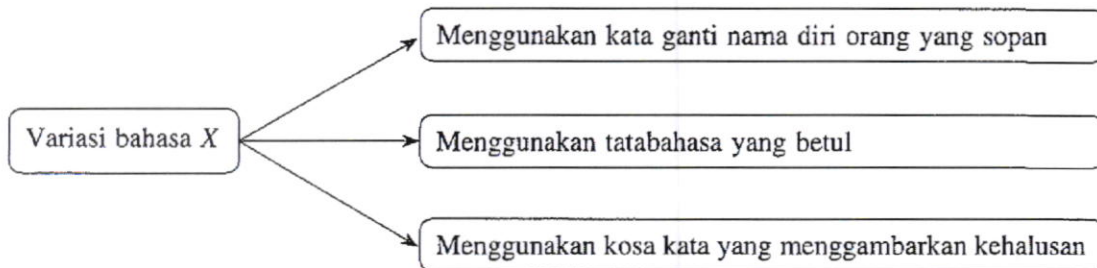 Menggunakan kata ganti nama diri orang yang sopan
Variasi bahasa X
Menggunakan tatabahasa yang betul
Menggunakan kosa kata yang menggambarkan kehalusan